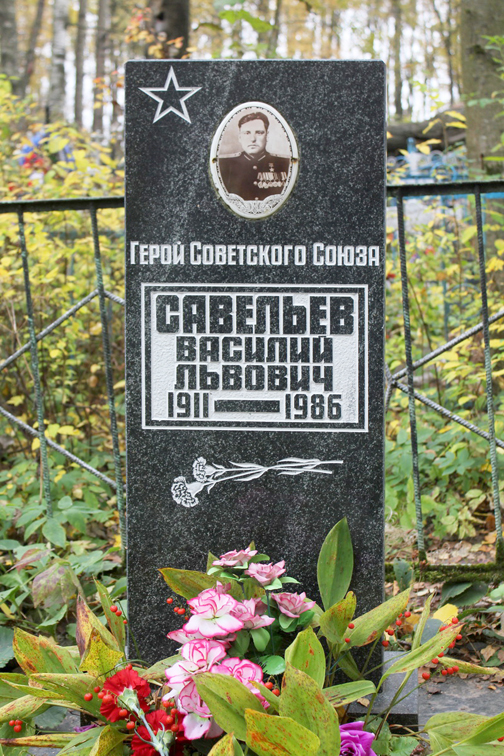 Герой Советского Союза
САВЕЛЬЕВ
ВАСИЛИЙ
ЛЬВОВИЧ
1911 — 1986